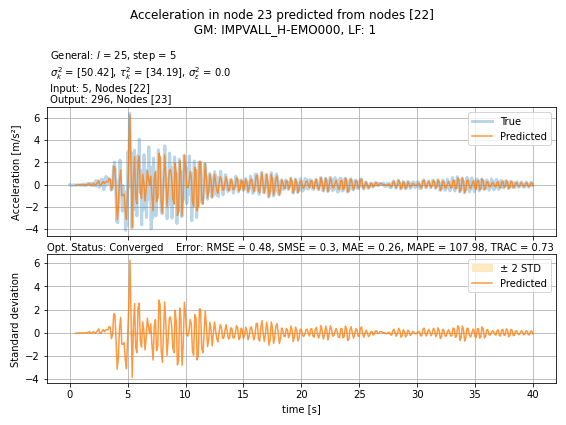 Acceleration in node 23 predicted from nodes [22]
GM: IMPVALL_H-EMO000, LF: 1
General: l = 25, step = 5
σ²ₖ = [50.42], τ²ₖ = [34.19], σ²ε = 0.0
Input: 5, Nodes [22]
Output: 296, Nodes [23]
6
4
2
0
−2
−4
Acceleration [m/s²]
True
Predicted
Opt. Status: Converged Error: RMSE = 0.48, SMSE = 0.3, MAE = 0.26, MAPE = 107.98, TRAC = 0.73
6
4
2
0
−2
−4
Standard deviation
± 2 STD
Predicted
0 5 10 15 20 25 30 35 40
time [s]